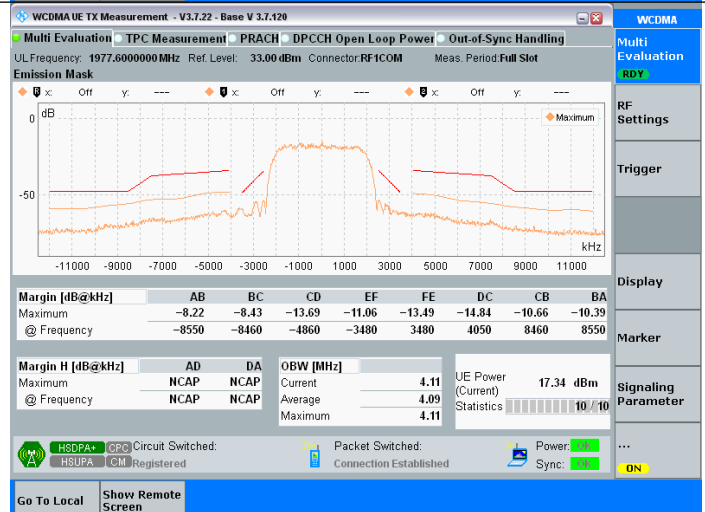 WCDMA UE TX Measurement - V3.7.22 - Base V 3.7.120
WCDMA
Multi Evaluation TPC Measurement PRACH DPCCH Open Loop Power Out-of-Sync Handling
UL Frequency: 1977.6000000 MHz Ref. Level: 33.00 dBm Connector:RF1COM Meas. Period:Full Slot
Emission Mask
x: Off y: --- x: Off y: --- x: Off y: ---
dB
Maximum
0
-50
kHz
-11000 -9000 -7000 -5000 -3000 -1000 1000 3000 5000 7000 9000 11000
Margin [dB@kHz] AB BC CD EF FE DC CB BA
Maximum -8.22 -8.43 -13.69 -11.06 -13.49 -14.84 -10.66 -10.39
@ Frequency -8550 -8460 -4860 -3480 3480 4050 8460 8550
Margin H [dB@kHz] AD DA
Maximum NCAP NCAP
@ Frequency NCAP NCAP
OBW [MHz]
Current 4.11
Average 4.09
Maximum 4.11
UE Power (Current) 17.34 dBm
Statistics 10 / 10
HSDPA+ CPC Circuit Switched:
HSUPA CM Registered
Packet Switched:
Connection Established
Power: OK
Sync: OK
Multi
Evaluation
RDY
RF
Settings
Trigger
Display
Marker
Signaling
Parameter
...
ON
Go To Local
Show Remote
Screen